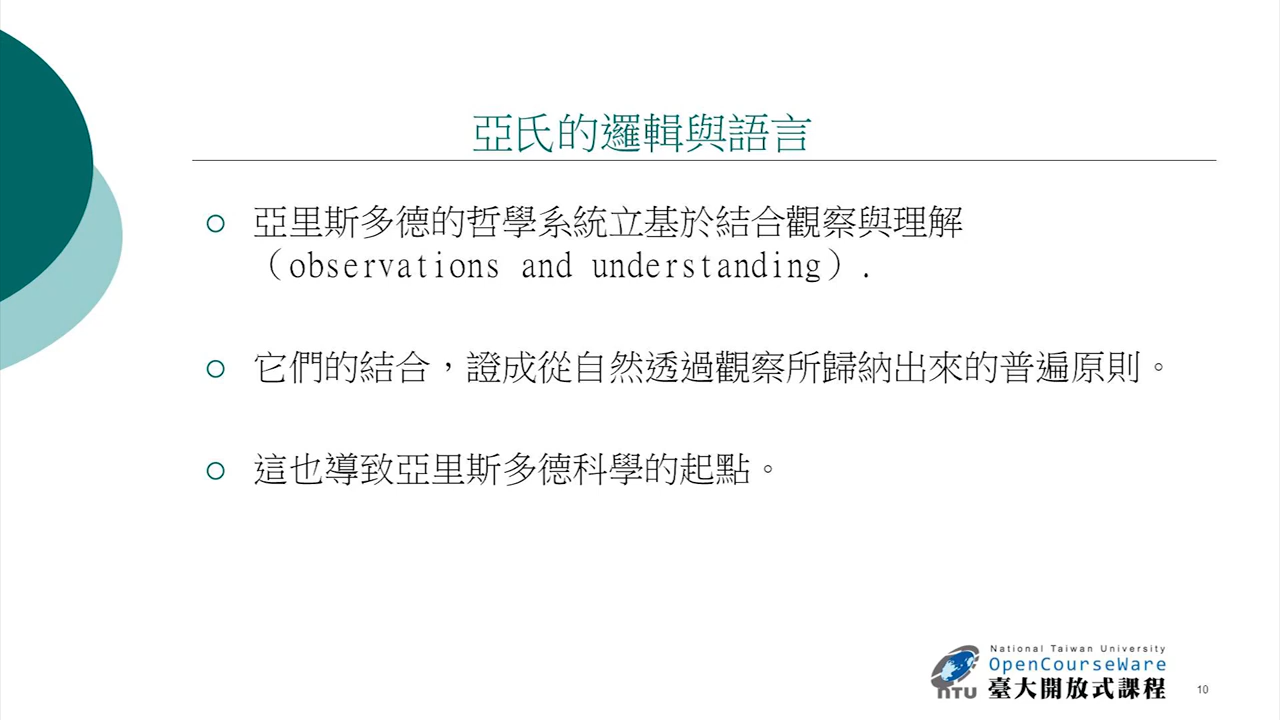 亞氏的邏輯與語言
亞里斯多德的哲學系統立基於結合觀察與理解
（observations and understanding）.
它們的結合，證成從自然透過觀察所歸納出來的普遍原則。
這也導致亞里斯多德科學的起點。
National Taiwan University
OpenCourseWare
NTU 臺大開放式課程
10